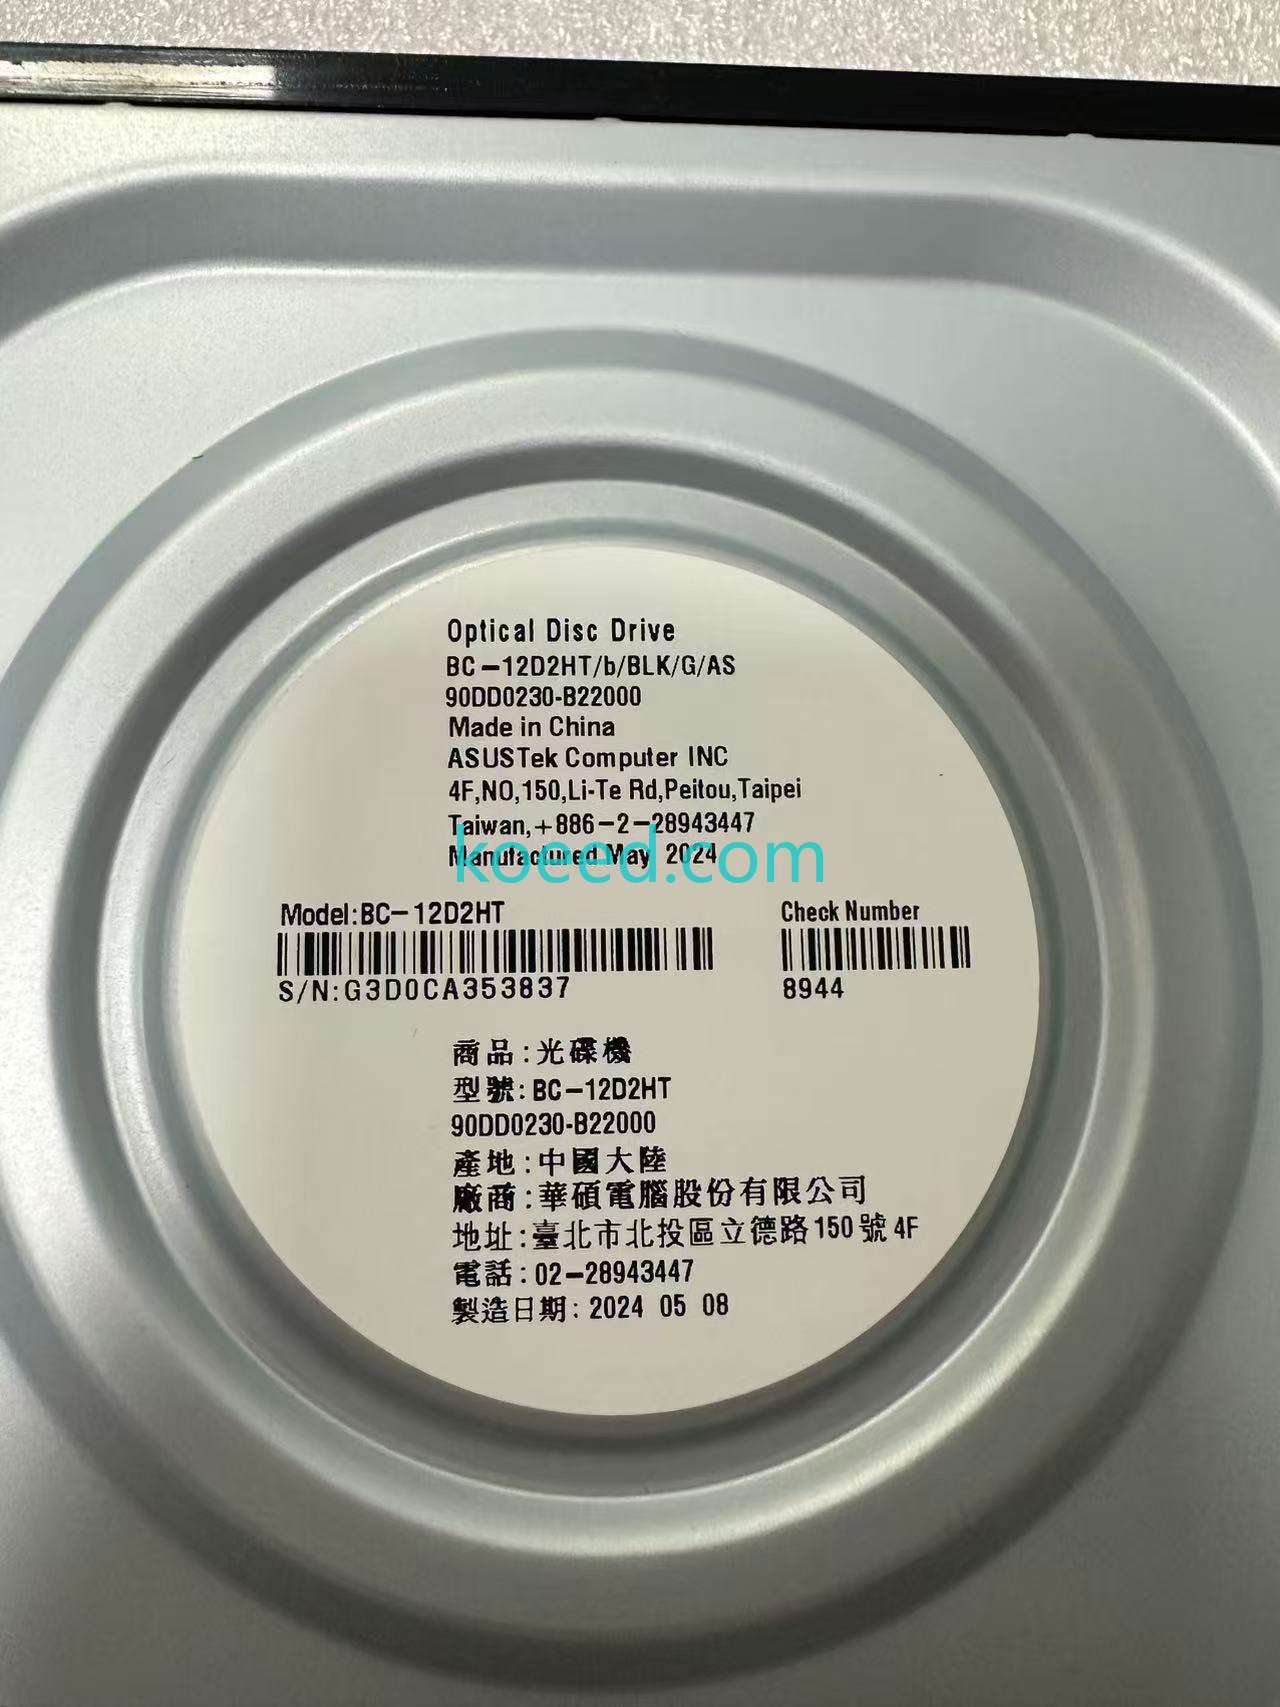 Optical Disc Drive
BC-12D2HT/b/BLK/G/AS
90DD0230-B22000
Made in China
ASUSTek Computer INC
4F,NO,150,Li-Te Rd,Peitou,Taipei
Taiwan,+886-2-28943447
Manufactured May 2024
koeed.com
Model:BC-12D2HT
Check Number
S/N:G3D0CA353837
8944
商品:光碟機
型號:BC-12D2HT
90DD0230-B22000
產地:中國大陸
廠商:華碩電腦股份有限公司
地址:臺北市北投區立德路150號4F
電話:02-28943447
製造日期: 2024 05 08